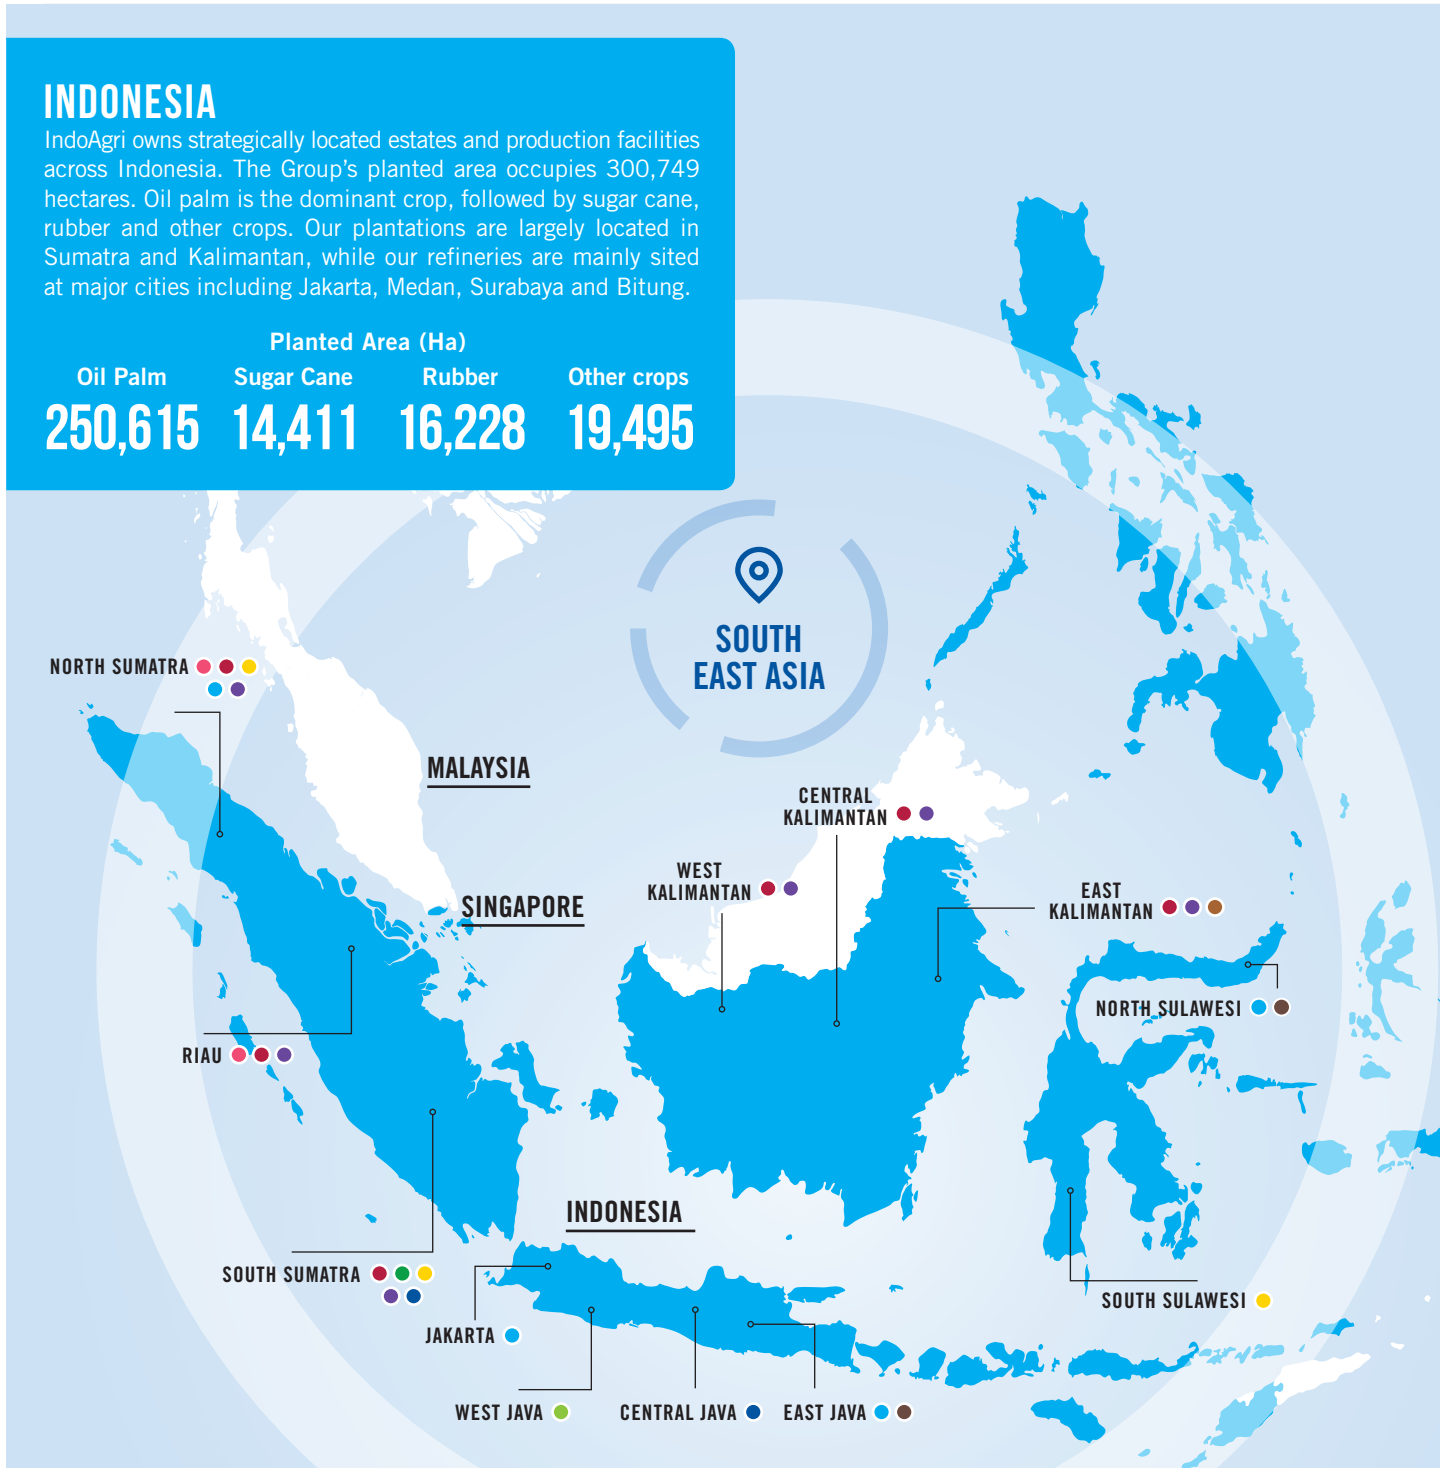 INDONESIA
IndoAgri owns strategically located estates and production facilities
across Indonesia. The Group's planted area occupies 300,749
hectares. Oil palm is the dominant crop, followed by sugar cane,
rubber and other crops. Our plantations are largely located in
Sumatra and Kalimantan, while our refineries are mainly sited
at major cities including Jakarta, Medan, Surabaya and Bitung.
Planted Area (Ha)
Oil Palm Sugar Cane Rubber Other crops
250,615 14,411 16,228 19,495
SOUTH
EAST ASIA
NORTH SUMATRA
MALAYSIA
CENTRAL
KALIMANTAN
WEST
KALIMANTAN
EAST
KALIMANTAN
SINGAPORE
NORTH SULAWESI
RIAU
INDONESIA
SOUTH SUMATRA
SOUTH SULAWESI
JAKARTA
WEST JAVA
CENTRAL JAVA
EAST JAVA